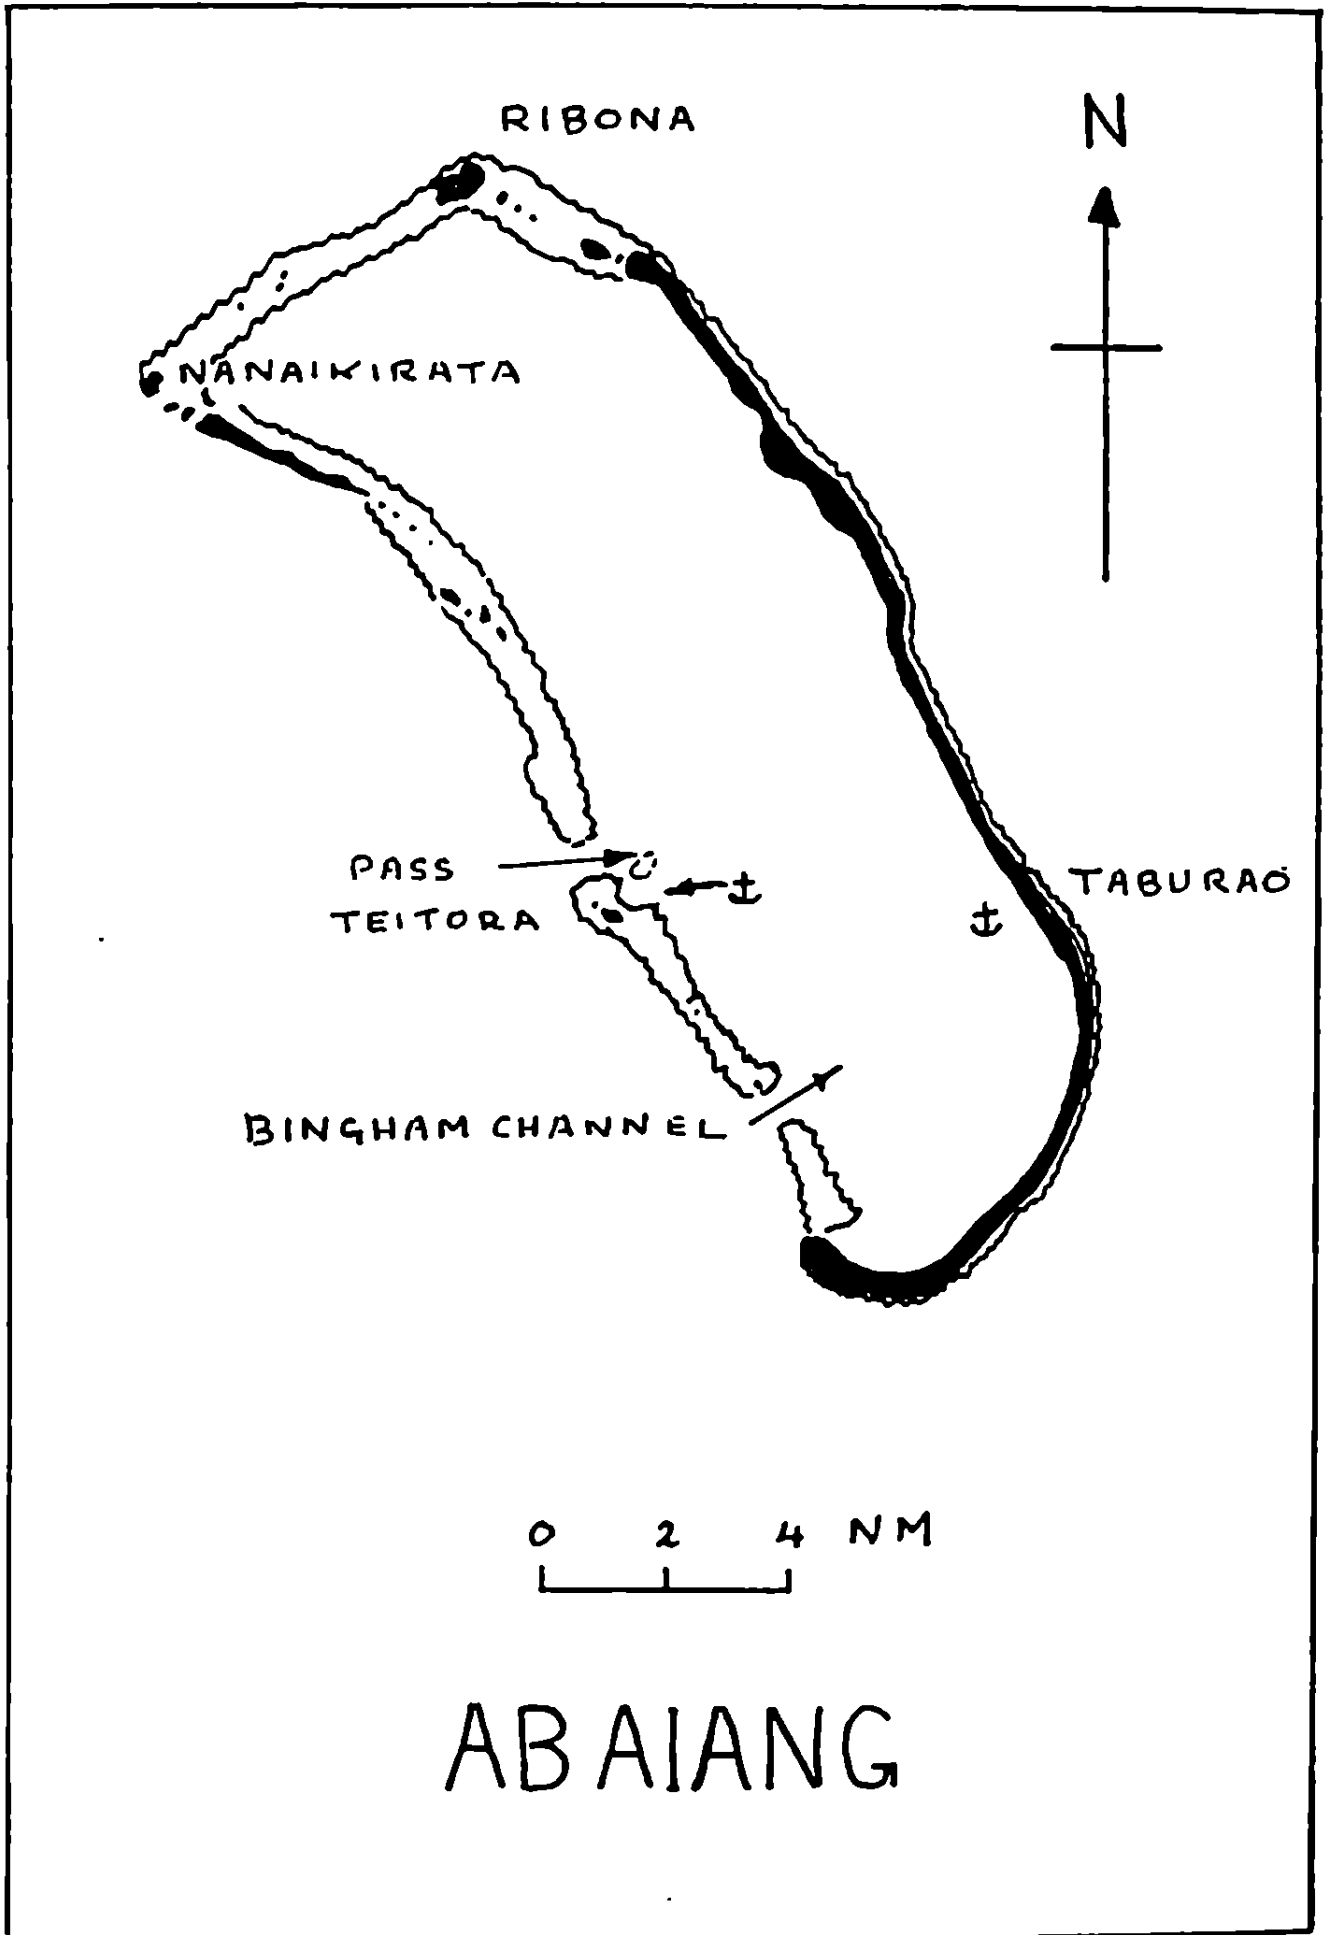 RIBONA
N
NANAIKIRATA
PASS
TEITORA
TABURAO
BINGHAM CHANNEL
0 2 4 NM
ABAIANG